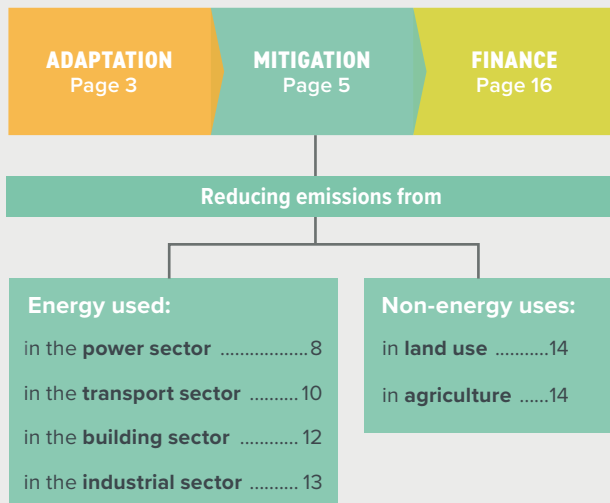 ADAPTATION
Page 3
MITIGATION
Page 5
FINANCE
Page 16
Reducing emissions from
Energy used:
in the power sector ..................8
in the transport sector ..........10
in the building sector ............12
in the industrial sector ..........13
Non-energy uses:
in land use ...........14
in agriculture ......14